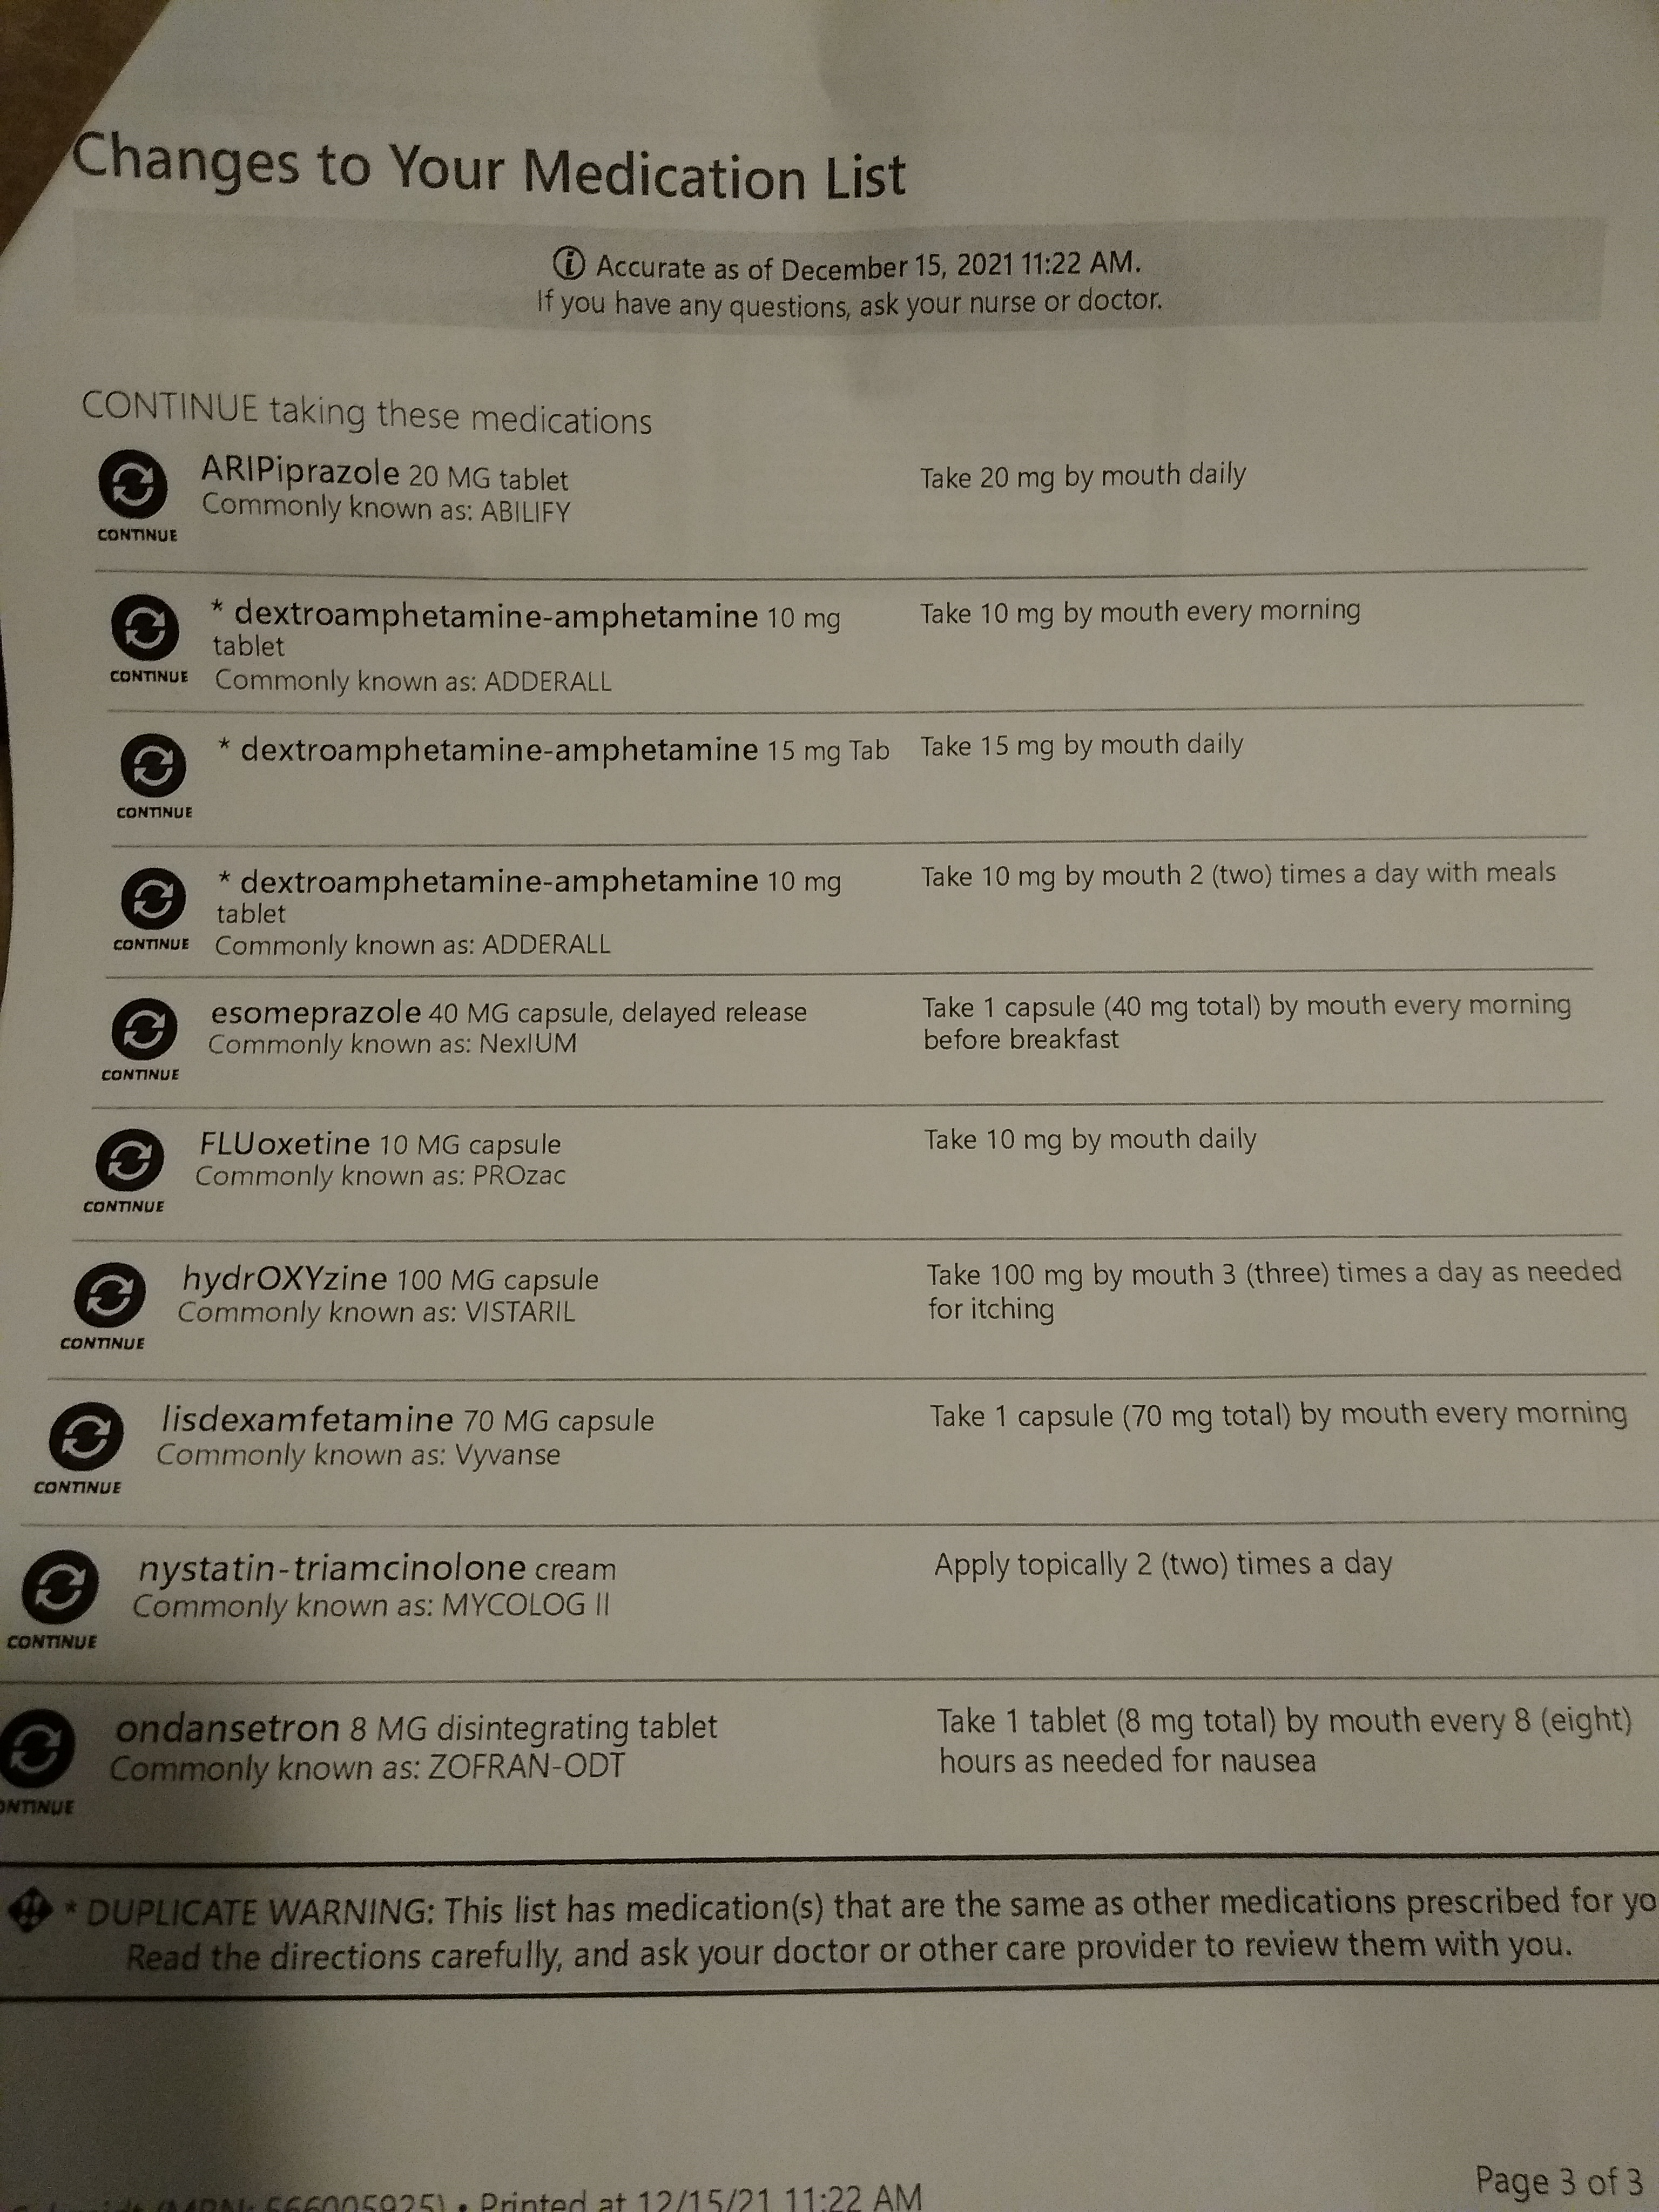 Changes to Your Medication List
Accurate as of December 15, 2021 11:22 AM.
If you have any questions, ask your nurse or doctor.
CONTINUE taking these medications
CONTINUE
ARIPiprazole 20 MG tablet
Commonly known as: ABILIFY
Take 20 mg by mouth daily
CONTINUE
* dextroamphetamine-amphetamine 10 mg
tablet
Commonly known as: ADDERALL
Take 10 mg by mouth every morning
CONTINUE
* dextroamphetamine-amphetamine 15 mg Tab
Take 15 mg by mouth daily
CONTINUE
* dextroamphetamine-amphetamine 10 mg
tablet
Commonly known as: ADDERALL
Take 10 mg by mouth 2 (two) times a day with meals
CONTINUE
esomeprazole 40 MG capsule, delayed release
Commonly known as: NexIUM
Take 1 capsule (40 mg total) by mouth every morning
before breakfast
CONTINUE
FLUoxetine 10 MG capsule
Commonly known as: PROzac
Take 10 mg by mouth daily
CONTINUE
hydrOXYzine 100 MG capsule
Commonly known as: VISTARIL
Take 100 mg by mouth 3 (three) times a day as needed
for itching
CONTINUE
lisdexamfetamine 70 MG capsule
Commonly known as: Vyvanse
Take 1 capsule (70 mg total) by mouth every morning
CONTINUE
nystatin-triamcinolone cream
Commonly known as: MYCOLOG II
Apply topically 2 (two) times a day
ONTINUE
ondansetron 8 MG disintegrating tablet
Commonly known as: ZOFRAN-ODT
Take 1 tablet (8 mg total) by mouth every 8 (eight)
hours as needed for nausea
* DUPLICATE WARNING: This list has medication(s) that are the same as other medications prescribed for yo
Read the directions carefully, and ask your doctor or other care provider to review them with you.
• Printed at 12/15/21 11:22 AM
Page 3 of 3